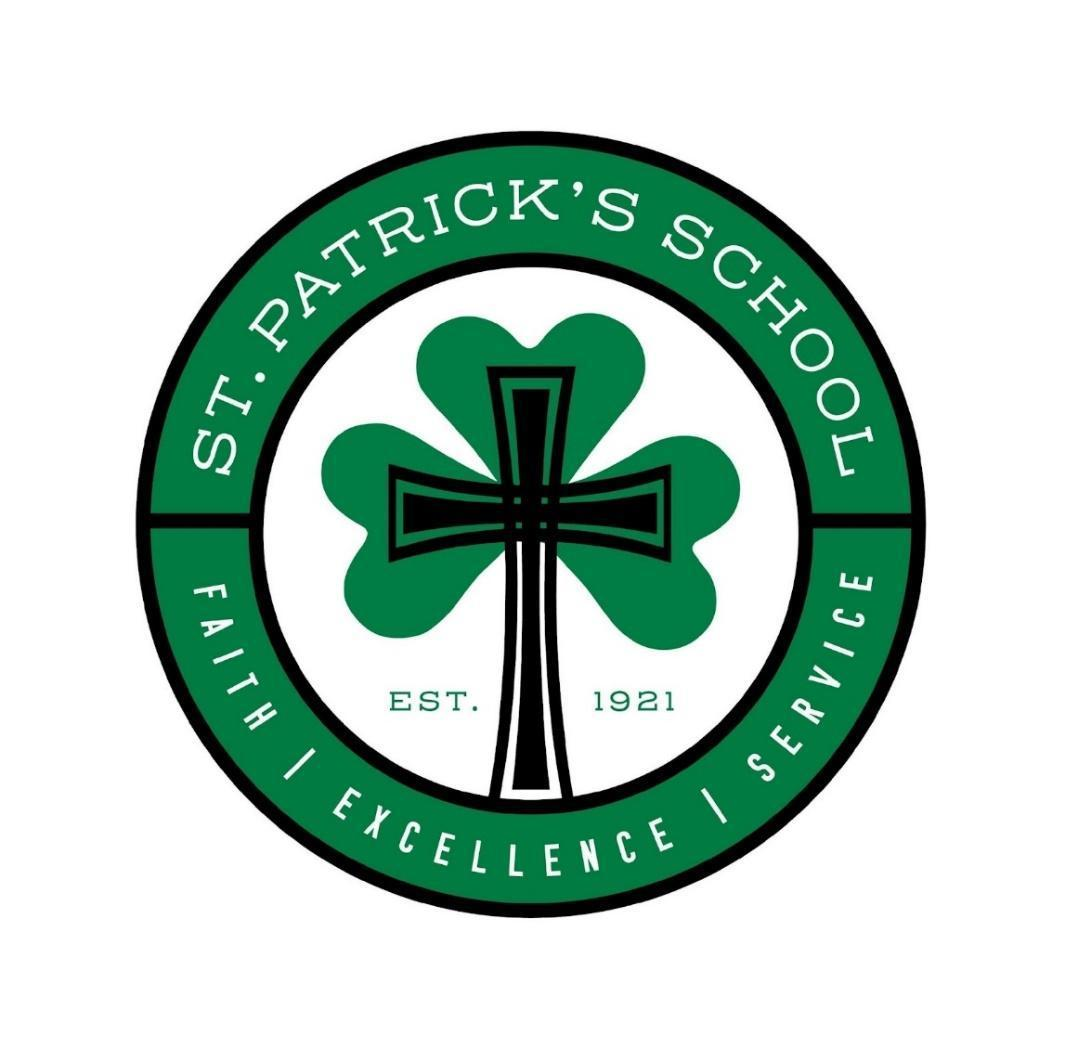 ST. PATRICK'S SCHOOL
EST. 1921
FAITH | EXCELLENCE | SERVICE